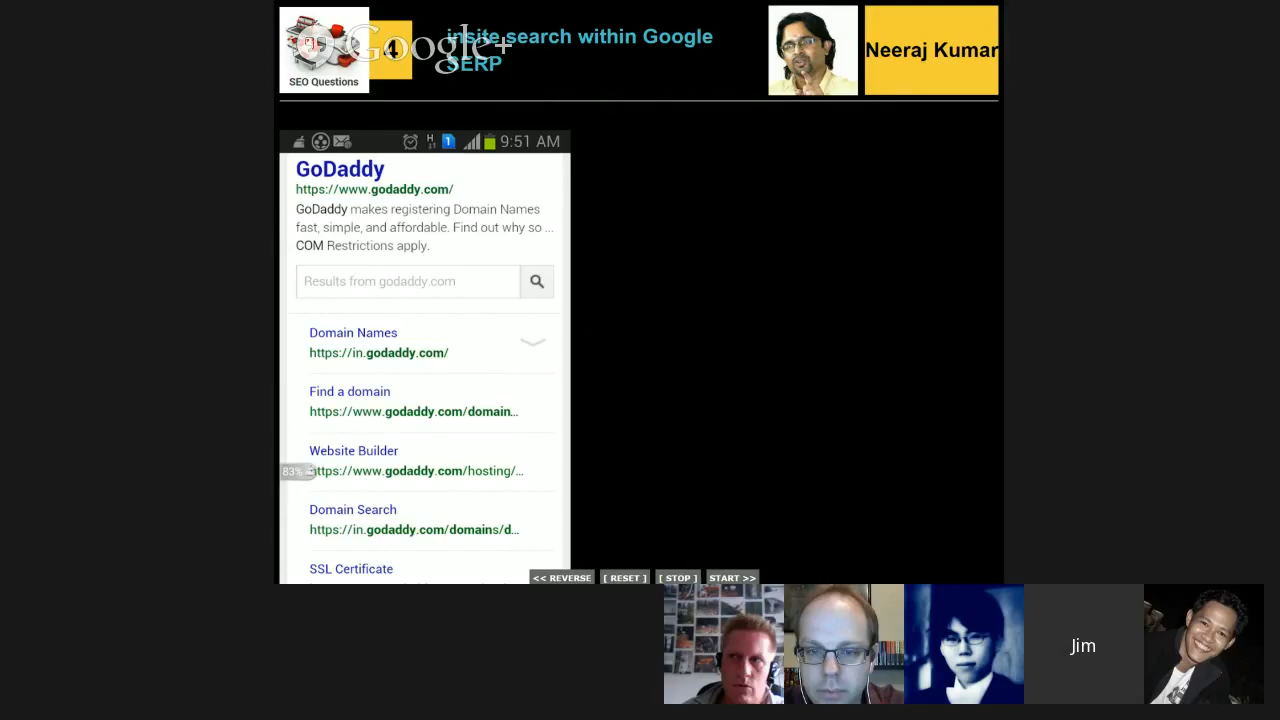 SEO Questions
4
Google+
insite search within Google
SERP
Neeraj Kumar
9:51 AM
GoDaddy
https://www.godaddy.com/
GoDaddy makes registering Domain Names
fast, simple, and affordable. Find out why so ...
COM Restrictions apply.
Results from godaddy.com
Domain Names
https://in.godaddy.com/
Find a domain
https://www.godaddy.com/domain...
Website Builder
83%
https://www.godaddy.com/hosting/...
Domain Search
https://in.godaddy.com/domains/d...
SSL Certificate
<< REVERSE [ RESET ] [ STOP ] START >>
Jim